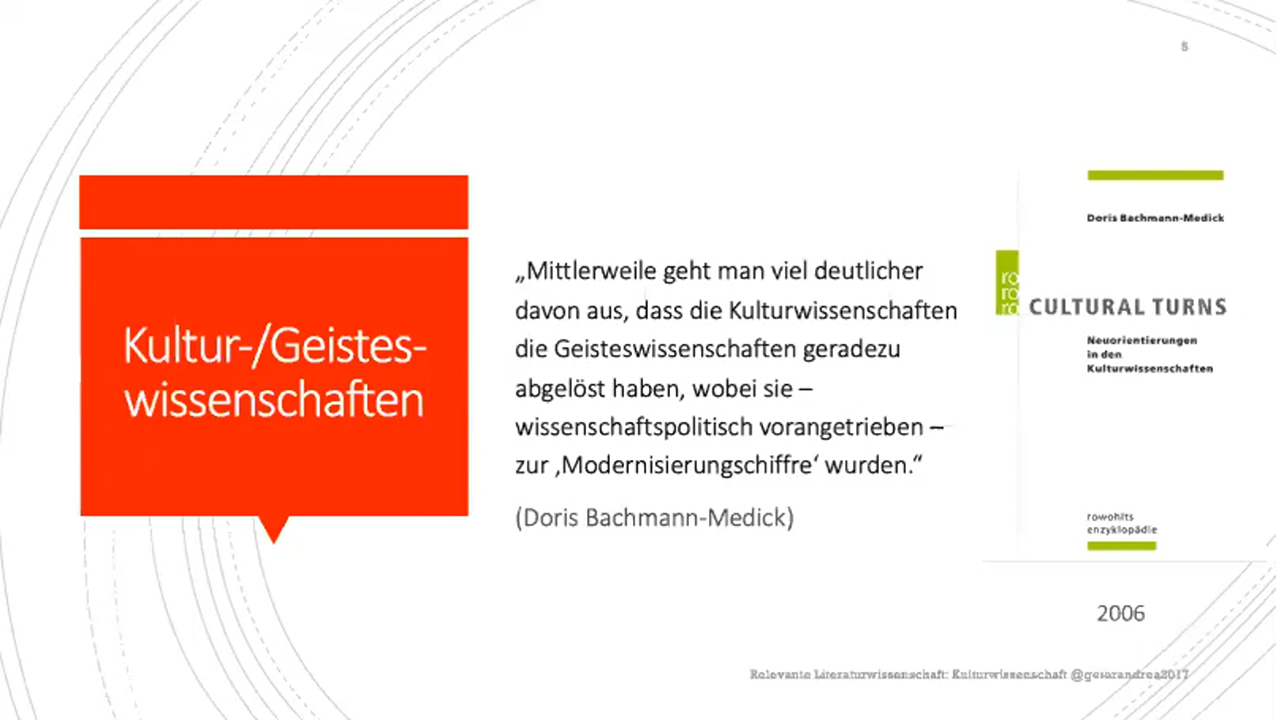 5
Kultur-/Geistes-
wissenschaften
„Mittlerweile geht man viel deutlicher
davon aus, dass die Kulturwissenschaften
die Geisteswissenschaften geradezu
abgelöst haben, wobei sie –
wissenschaftspolitisch vorangetrieben –
zur ‚Modernisierungschiffre‘ wurden.“
(Doris Bachmann-Medick)
Doris Bachmann-Medick
ro
ro
ro
CULTURAL TURNS
Neuorientierungen
in den
Kulturwissenschaften
rowohlts
enzyklopädie
2006
Relevante Literaturwissenschaft: Kulturwissenschaft